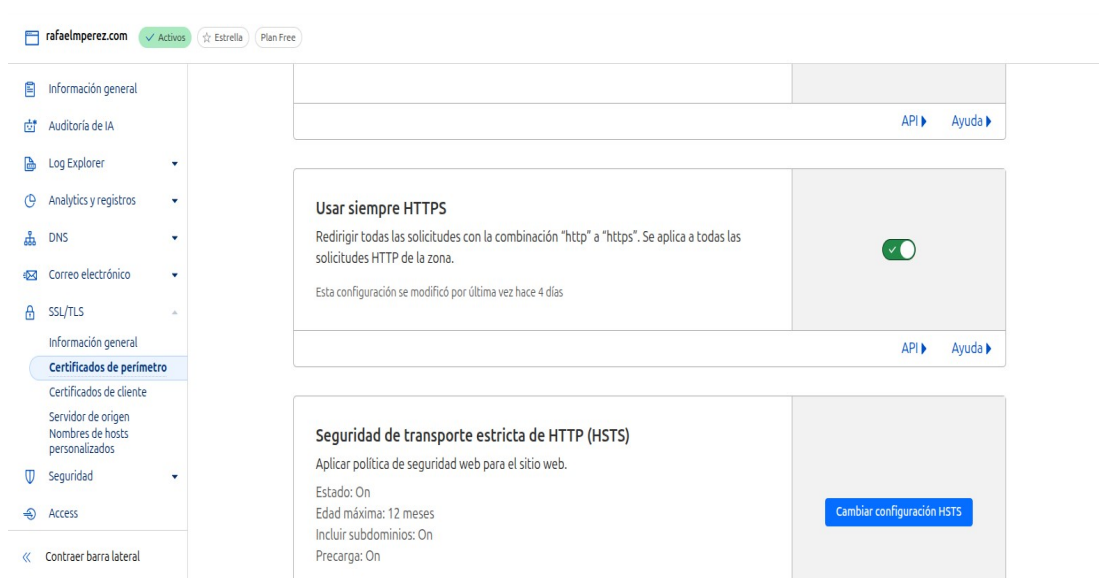 rafaelmperez.com
Activos
Estrella
Plan Free
Información general
Auditoría de IA
Log Explorer
Analytics y registros
DNS
Correo electrónico
SSL/TLS
Información general
Certificados de perímetro
Certificados de cliente
Servidor de origen
Nombres de hosts
personalizados
Seguridad
Access
Contraer barra lateral
API
Ayuda
Usar siempre HTTPS
Redirigir todas las solicitudes con la combinación "http" a "https". Se aplica a todas las
solicitudes HTTP de la zona.
Esta configuración se modificó por última vez hace 4 días
API
Ayuda
Seguridad de transporte estricta de HTTP (HSTS)
Aplicar política de seguridad web para el sitio web.
Estado: On
Edad máxima: 12 meses
Incluir subdominios: On
Precarga: On
Cambiar configuración HSTS